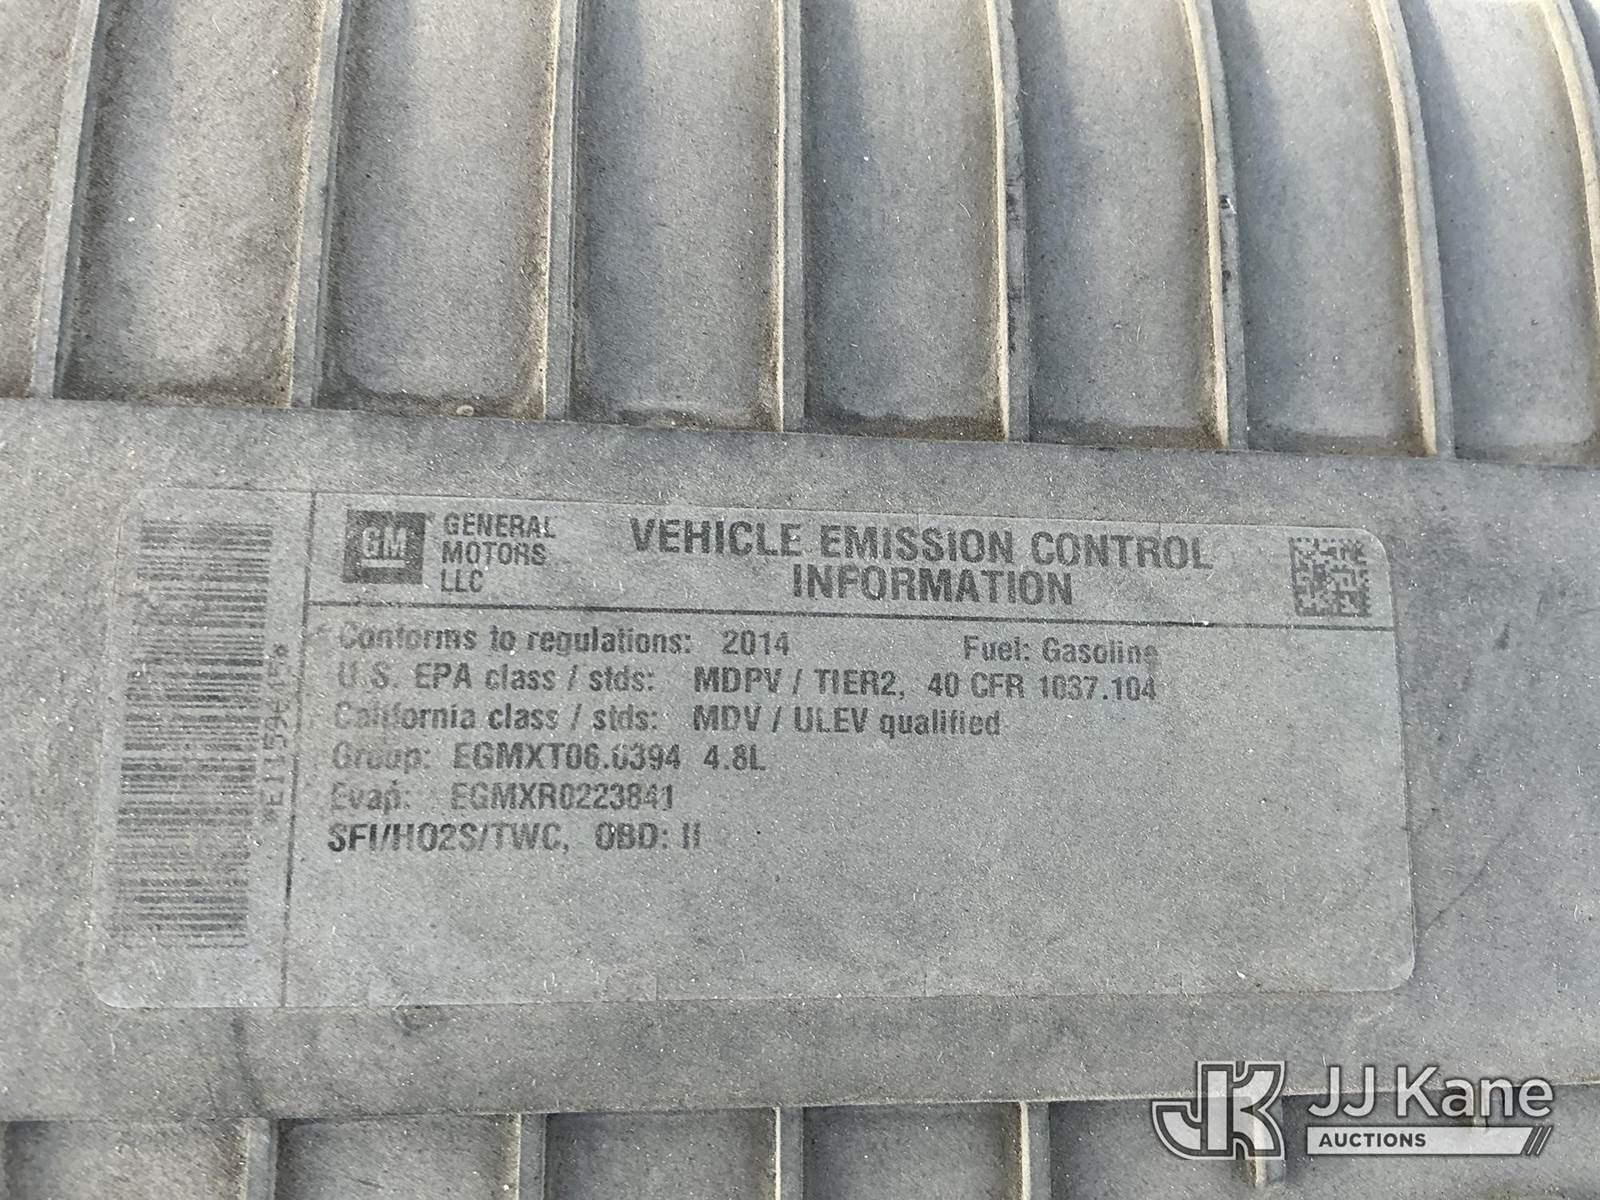 GM
GENERAL
MOTORS
LLC
VEHICLE EMISSION CONTROL
INFORMATION
Conforms to regulations: 2014 Fuel: Gasoline
U.S. EPA class / stds: MDPV / TIER2, 40 CFR 1037.104
California class / stds: MDV / ULEV qualified
Group: EGMXT06.0394 4.8L
Evap: EGMXR0223841
SFI/HO2S/TWC, OBD: II
JK JJ Kane
AUCTIONS